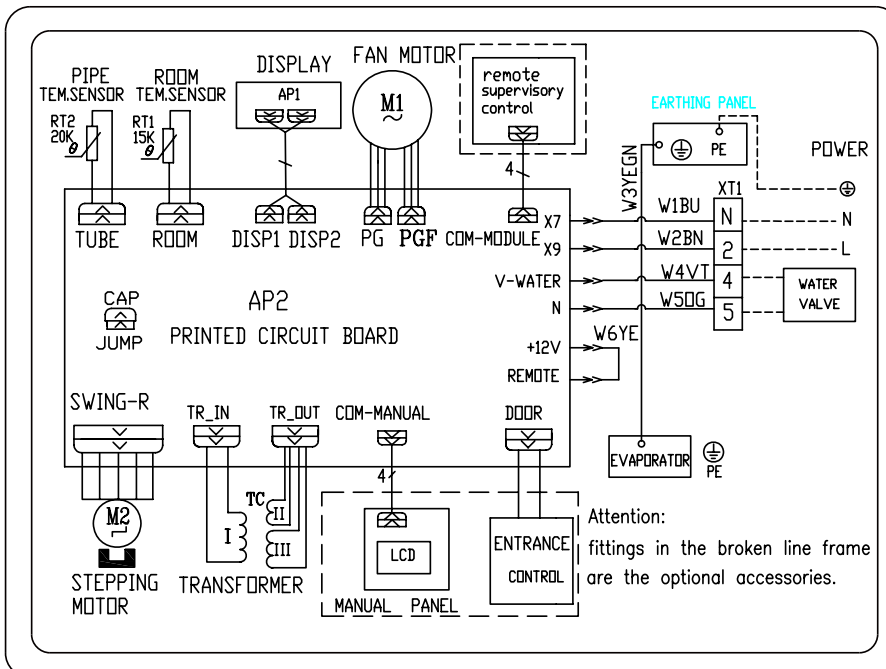 PIPE
TEM.SENSOR
ROOM
TEM.SENSOR
DISPLAY
FAN MOTOR
remote
supervisory
control
EARTHING PANEL
RT2
20K
θ
RT1
15K
θ
AP1
M1
~
PE
POWER
4
W3YEGN
XT1
TUBE
ROOM
DISP1
DISP2
PG
PGF
COM-MODULE
X7
W1BU
N
N
X9
W2BN
2
L
V-WATER
W4VT
4
WATER
VALVE
N
W5OG
5
CAP
JUMP
AP2
PRINTED CIRCUIT BOARD
+12V
W6YE
REMOTE
SWING-R
TR_IN
TR_OUT
COM-MANUAL
DOOR
EVAPORATOR
PE
M2
STEPPING
MOTOR
TC
I
II
III
TRANSFORMER
4
LCD
MANUAL PANEL
ENTRANCE
CONTROL
Attention:
fittings in the broken line frame
are the optional accessories.